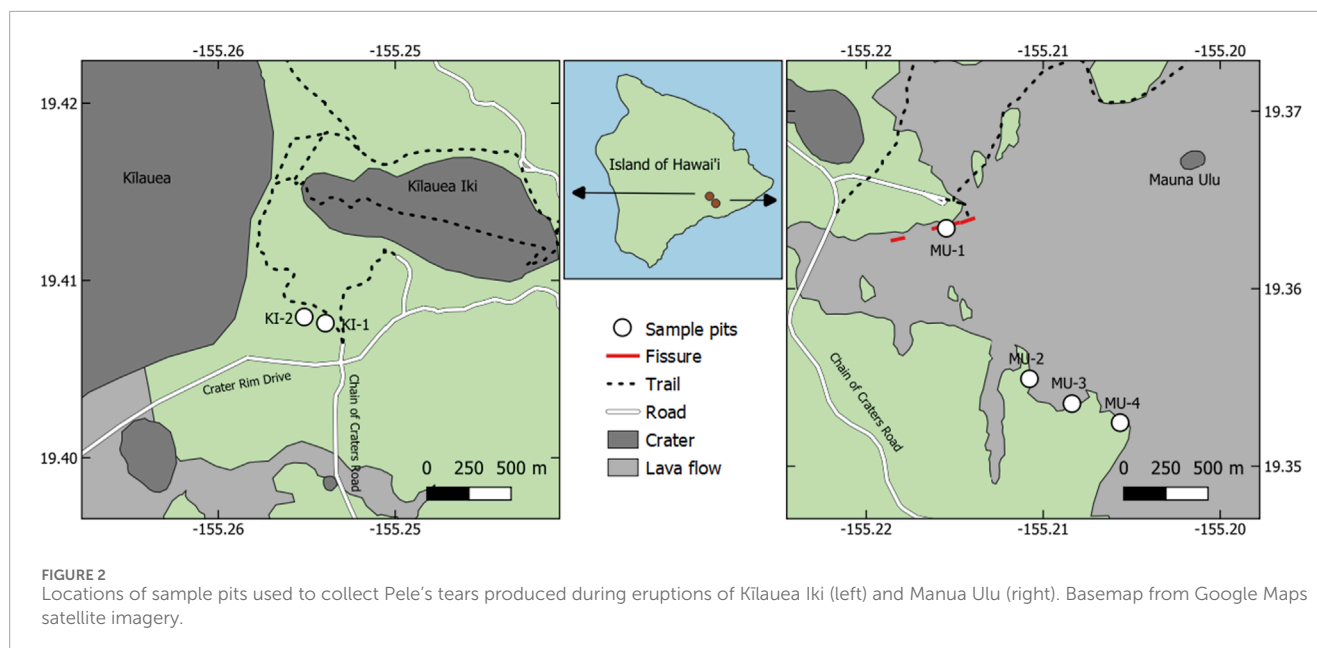 -155.26
-155.25
19.42
19.41
19.40
Kīlauea
Kīlauea Iki
KI-2
KI-1
Crater Rim Drive
Chain of Craters Road
0 250 500 m
-155.26
-155.25
Island of Hawai'i
Sample pits
Fissure
Trail
Road
Crater
Lava flow
-155.22
-155.21
-155.20
19.37
19.36
19.35
Mauna Ulu
MU-1
MU-2
MU-3
MU-4
Chain of Craters Road
0 250 500 m
-155.22
-155.21
-155.20
FIGURE 2
Locations of sample pits used to collect Pele's tears produced during eruptions of Kīlauea Iki (left) and Manua Ulu (right). Basemap from Google Maps
satellite imagery.